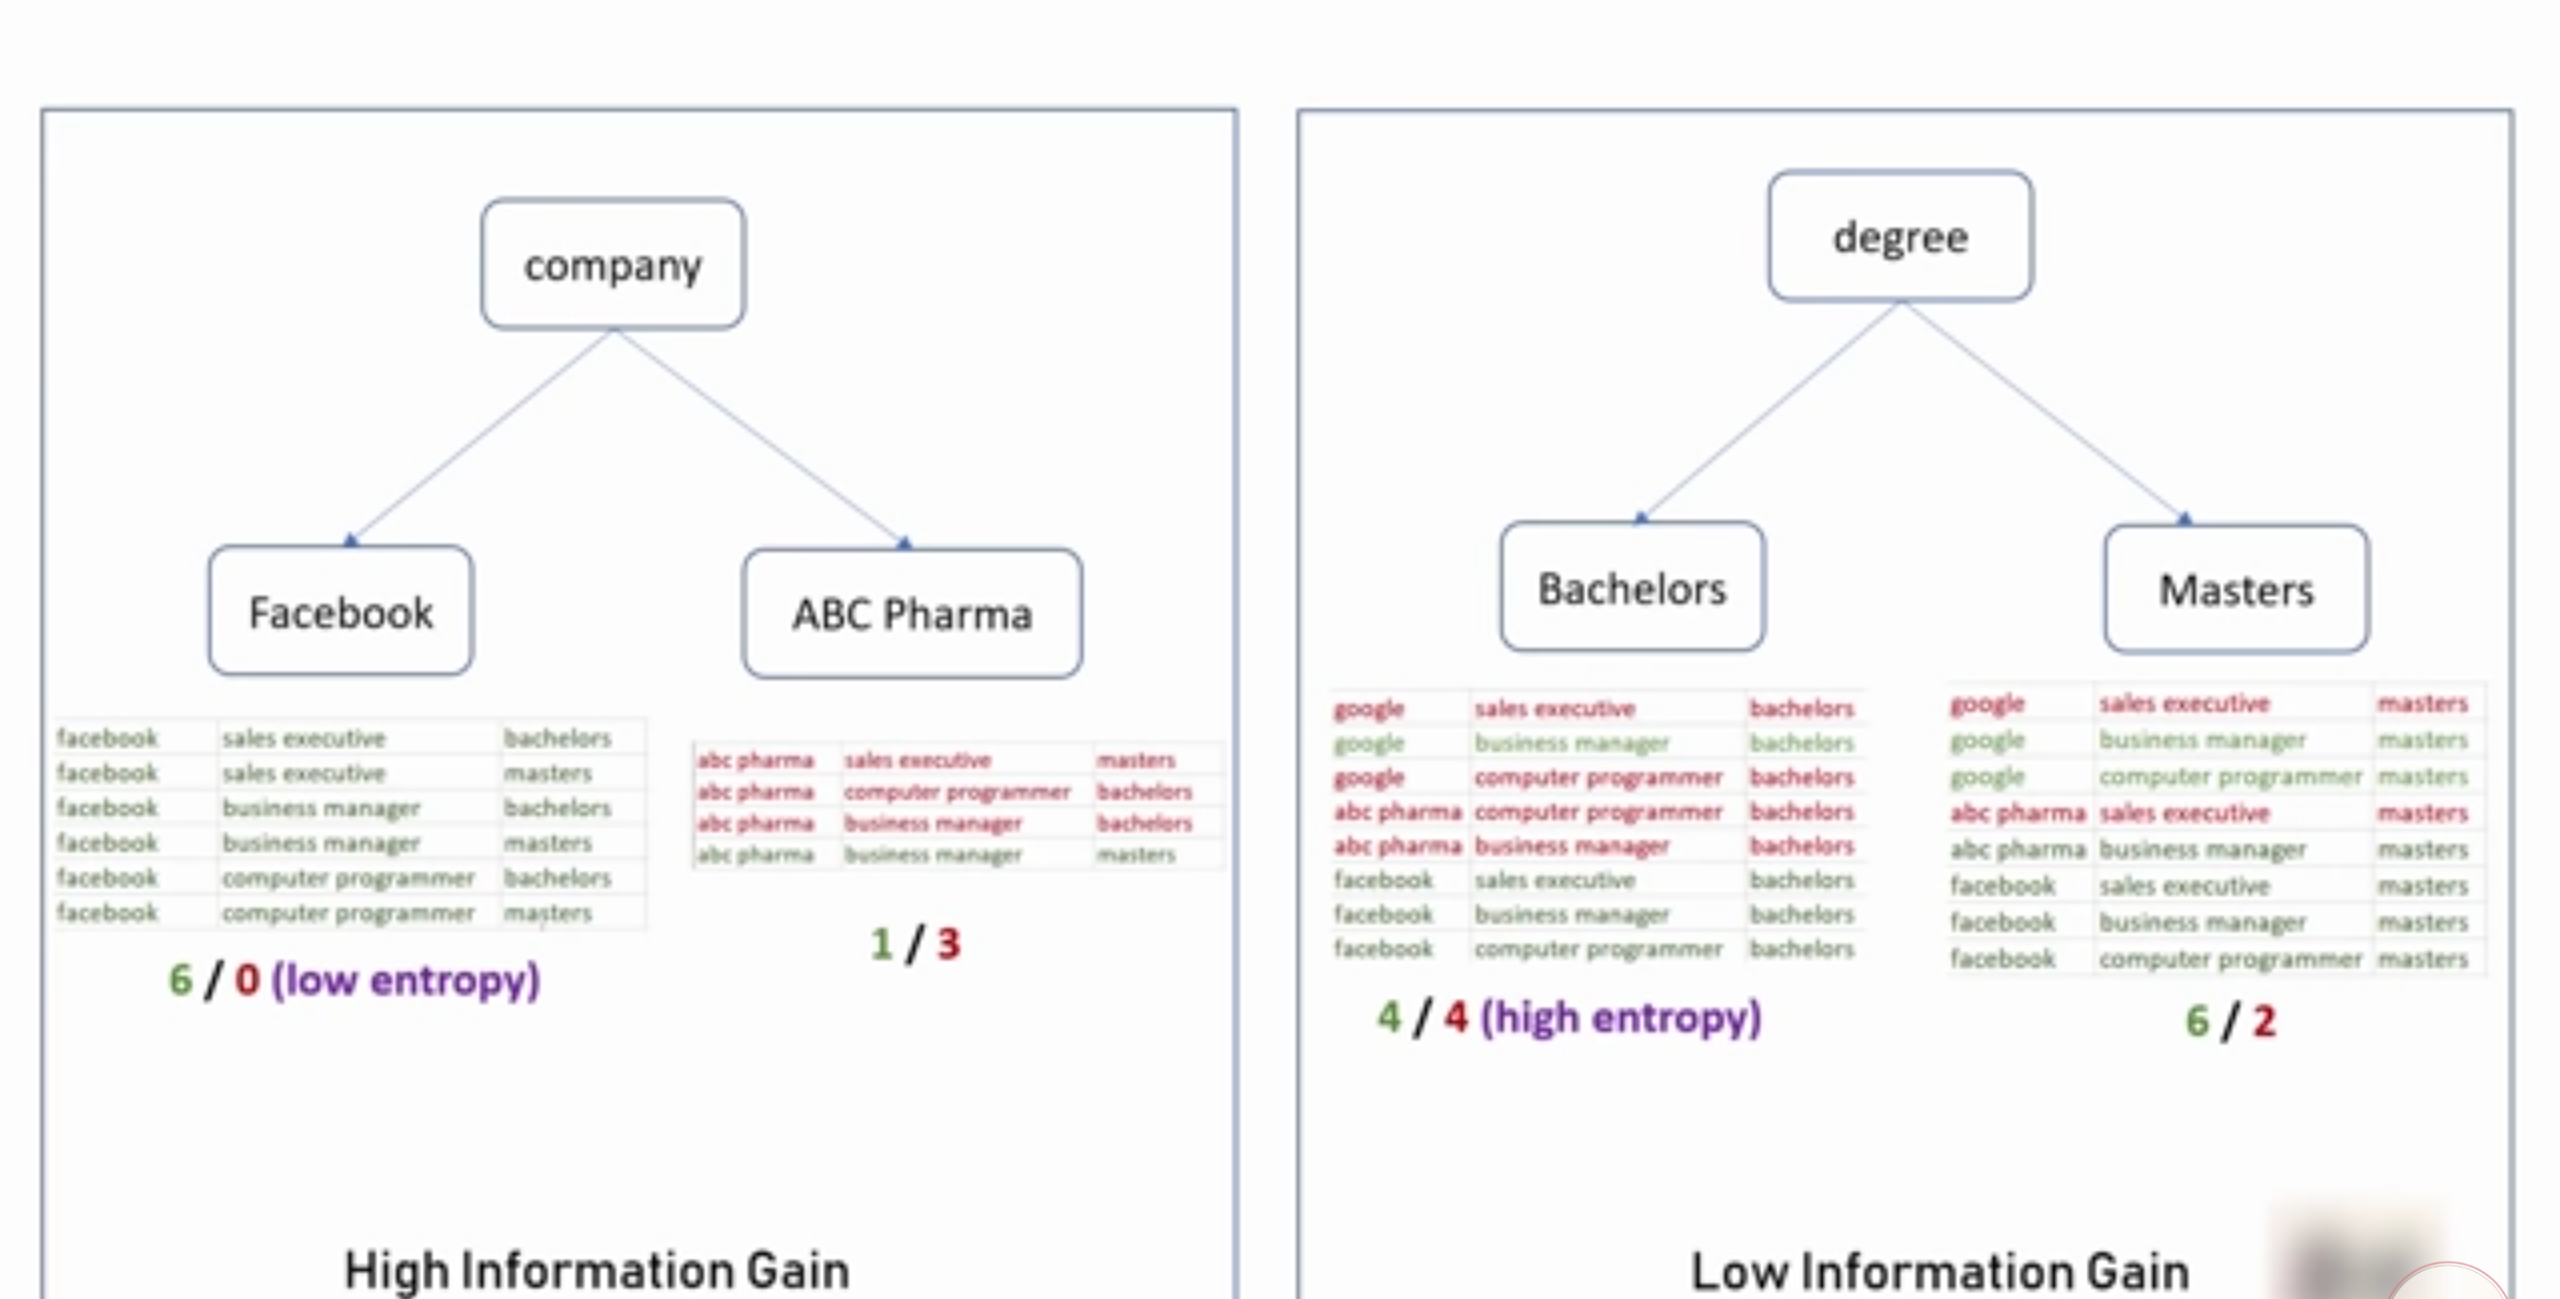 company
Facebook
ABC Pharma
facebook sales executive bachelors
facebook sales executive masters
facebook business manager bachelors
facebook business manager masters
facebook computer programmer bachelors
facebook computer programmer masters
6 / 0 (low entropy)
abc pharma sales executive masters
abc pharma computer programmer bachelors
abc pharma business manager bachelors
abc pharma business manager masters
1 / 3
High Information Gain
degree
Bachelors
Masters
google sales executive bachelors
google business manager bachelors
google computer programmer bachelors
abc pharma computer programmer bachelors
abc pharma business manager bachelors
facebook sales executive bachelors
facebook business manager bachelors
facebook computer programmer bachelors
4 / 4 (high entropy)
google sales executive masters
google business manager masters
google computer programmer masters
abc pharma sales executive masters
abc pharma business manager masters
facebook sales executive masters
facebook business manager masters
facebook computer programmer masters
6 / 2
Low Information Gain